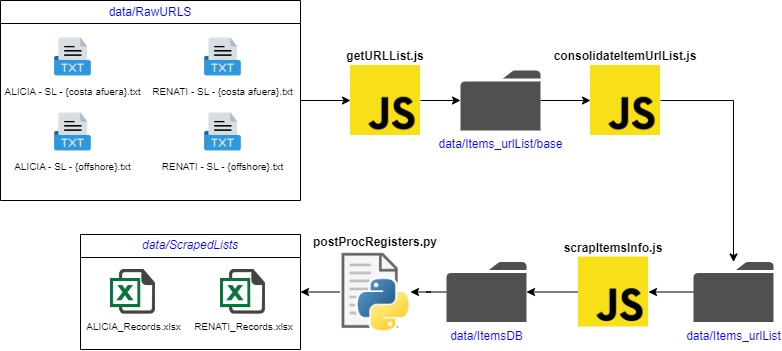 data/RawURLS
TXT
TXT
ALICIA - SL - {costa afuera}.txt
RENATI - SL - {costa afuera}.txt
TXT
TXT
ALICIA - SL - {offshore}.txt
RENATI - SL - {offshore}.txt
getURLList.js
JS
data/Items_urlList/base
consolidateItemUrlList.js
JS
data/Items_urlList
scrapItemsInfo.js
JS
data/ItemsDB
postProcRegisters.py
data/ScrapedLists
X
X
ALICIA_Records.xlsx
RENATI_Records.xlsx